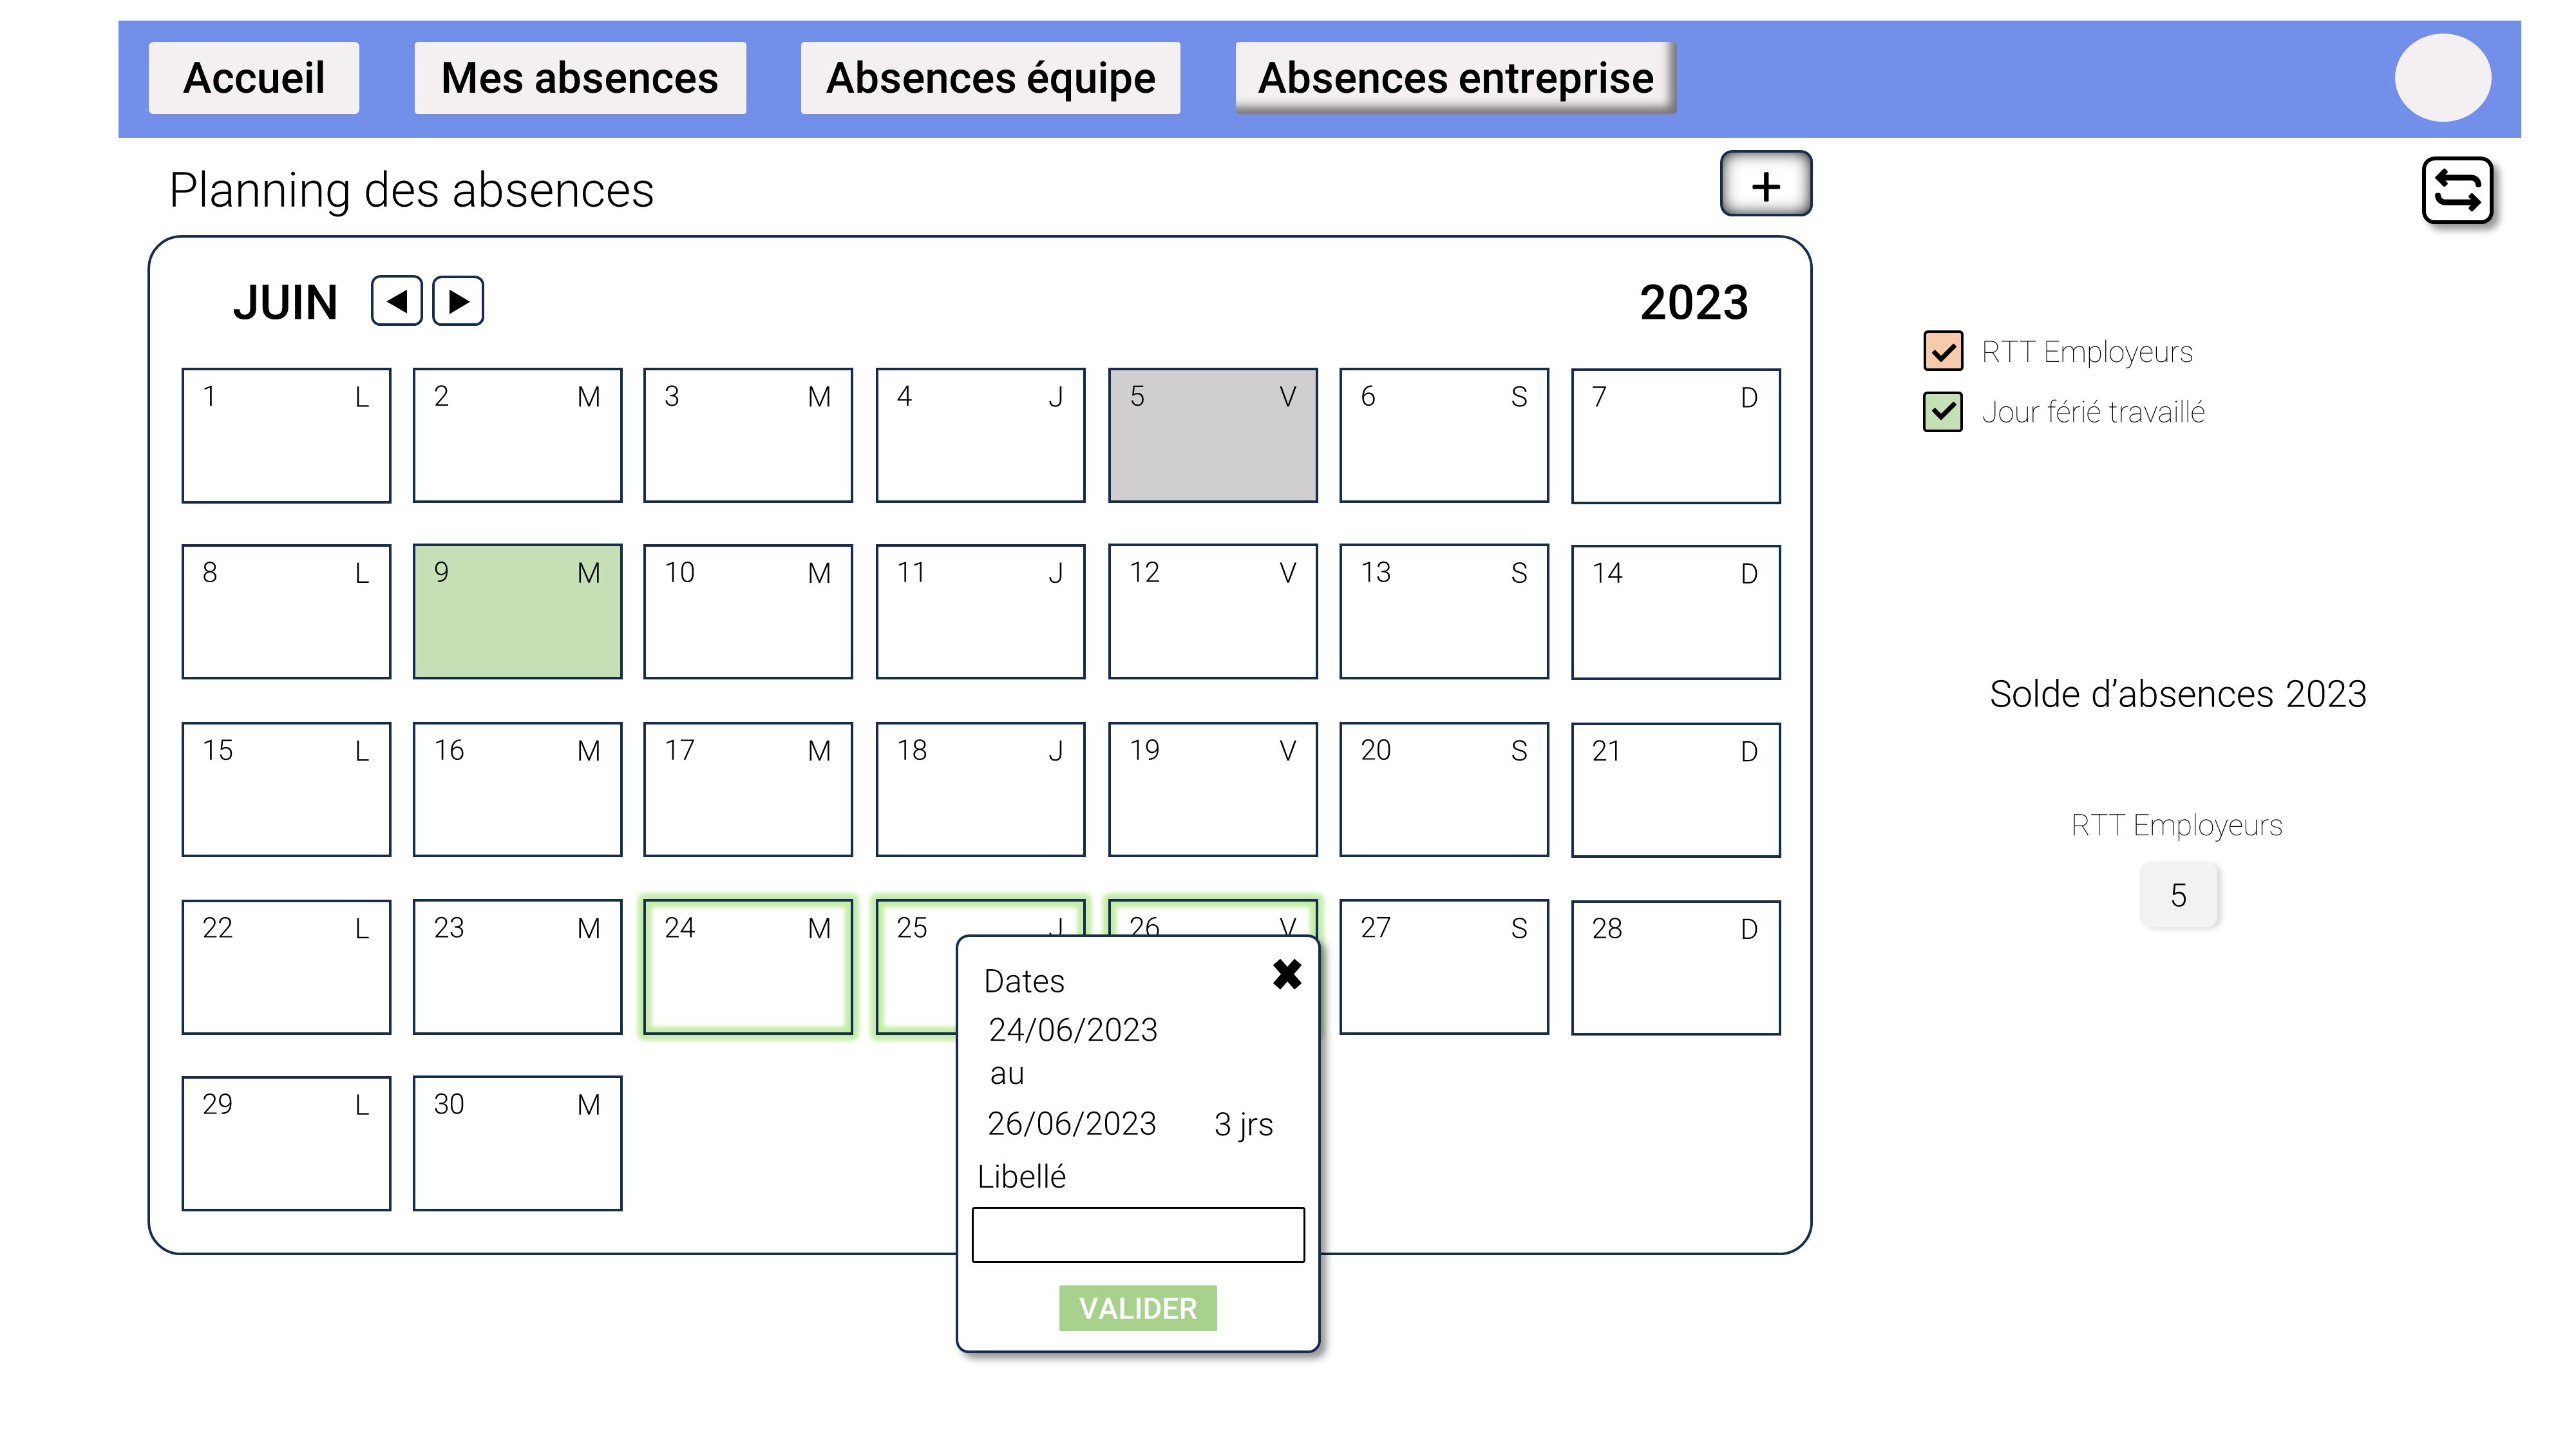 Accueil Mes absences Absences équipe Absences entreprise
Planning des absences +
JUIN 2023
RTT Employeurs
Jour férié travaillé
1 L 2 M 3 M 4 J 5 V 6 S 7 D
8 L 9 M 10 M 11 J 12 V 13 S 14 D
15 L 16 M 17 M 18 J 19 V 20 S 21 D
22 L 23 M 24 M 25 J 26 V 27 S 28 D
29 L 30 M
Dates
24/06/2023
au
26/06/2023 3 jrs
Libellé
VALIDER
Solde d’absences 2023
RTT Employeurs
5